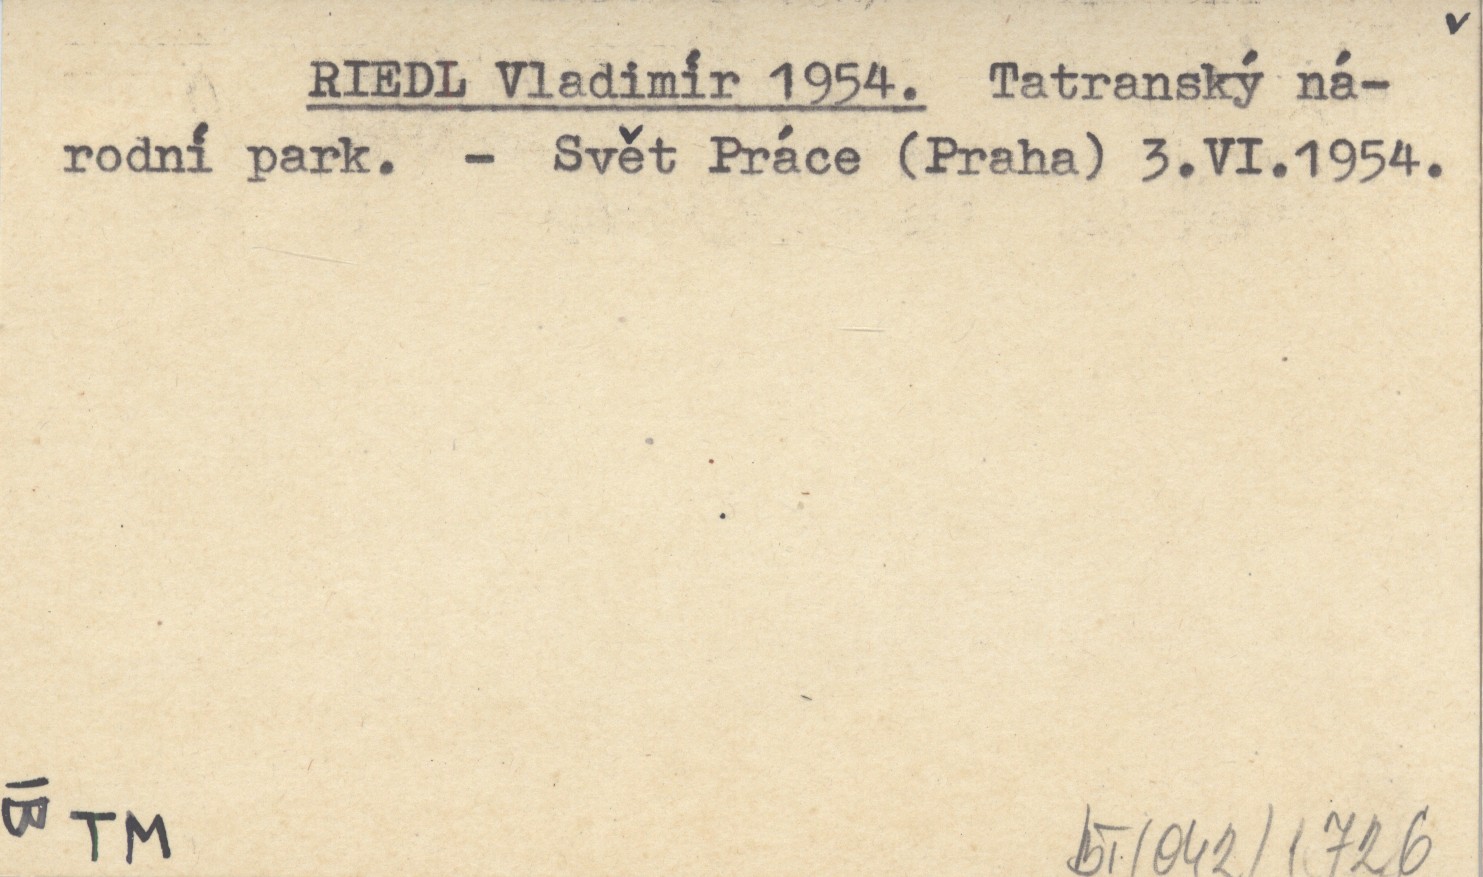 RIEDL Vladimír 1954. Tatranský ná-
rodní park. - Svět Práce (Praha) 3.VI.1954.
TM